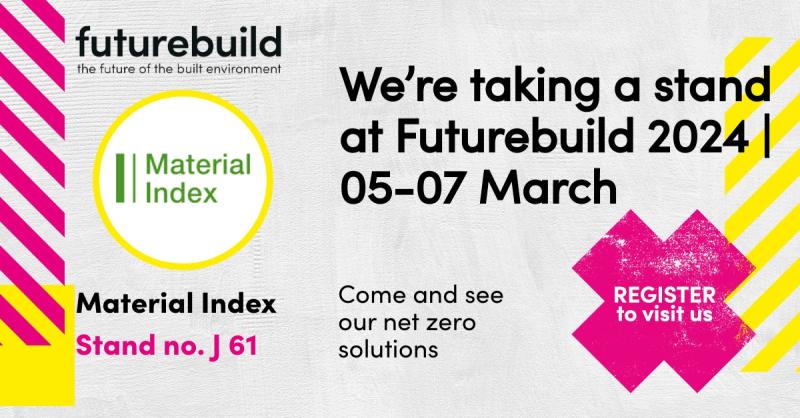 futurebuild
the future of the built environment
Material
Index
Material Index
Stand no. J 61
We're taking a stand
at Futurebuild 2024 |
05-07 March
Come and see
our net zero
solutions
REGISTER
to visit us